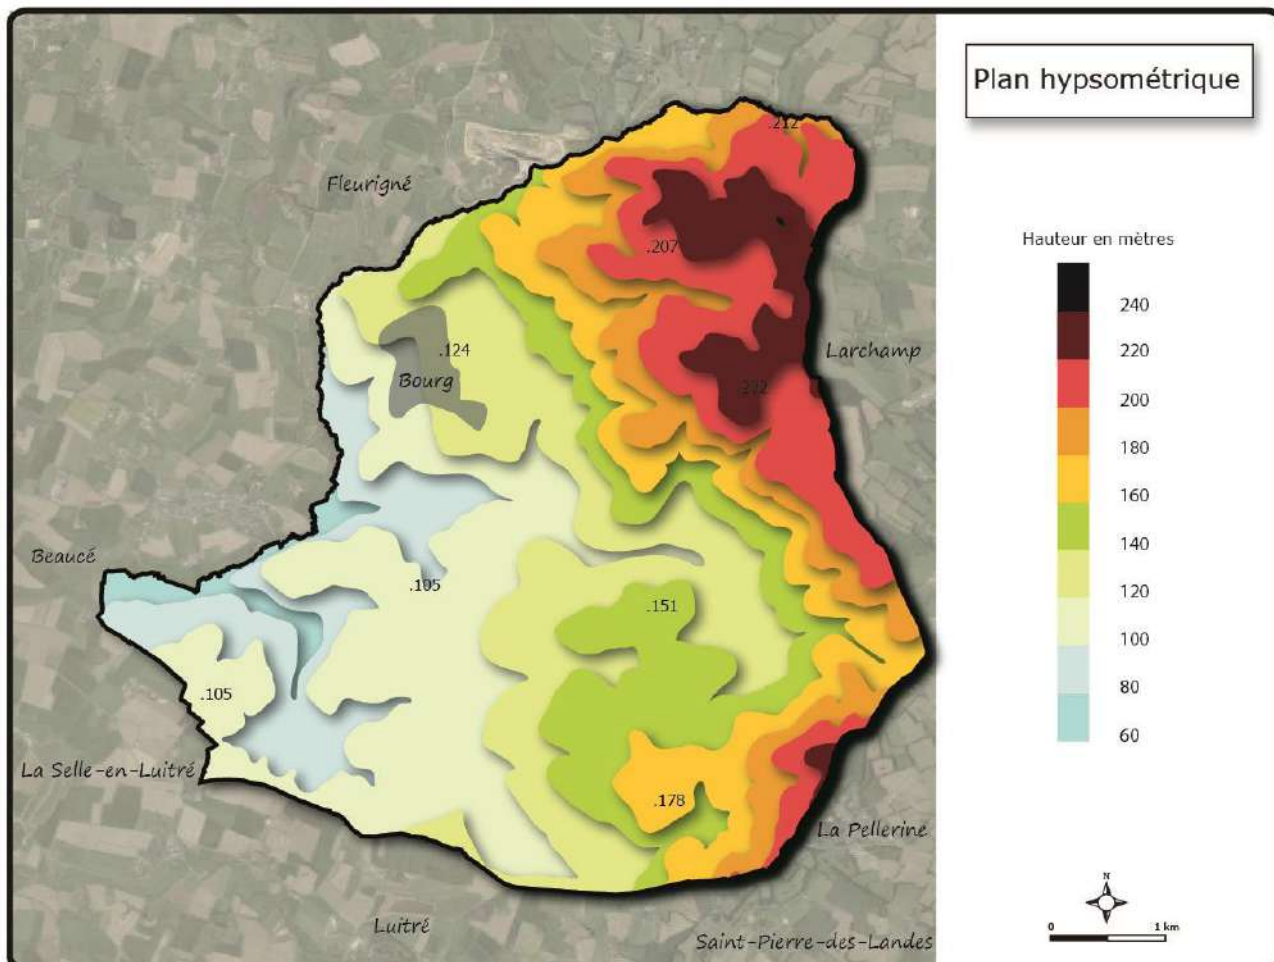 Plan hypsométrique
.212
Fleurigné
.207
Hauteur en mètres
240
220
200
180
160
140
120
100
80
60
.124
Larchamp
Bourg
Beaucé
.105
.151
.105
La Selle-en-Luitré
.178
La Pellerine
Luitré
Saint-Pierre-des-Landes
N
0 1 km